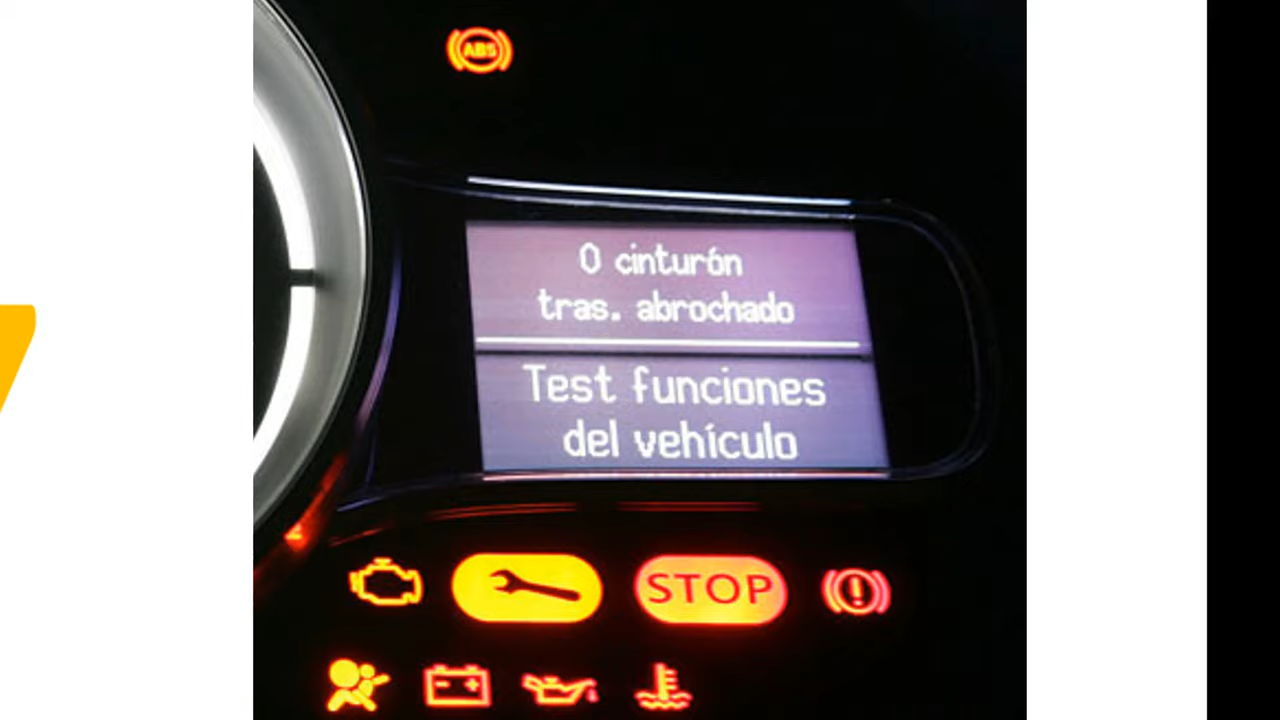 ABS
0 cinturón
tras. abrochado
Test funciones
del vehículo
STOP